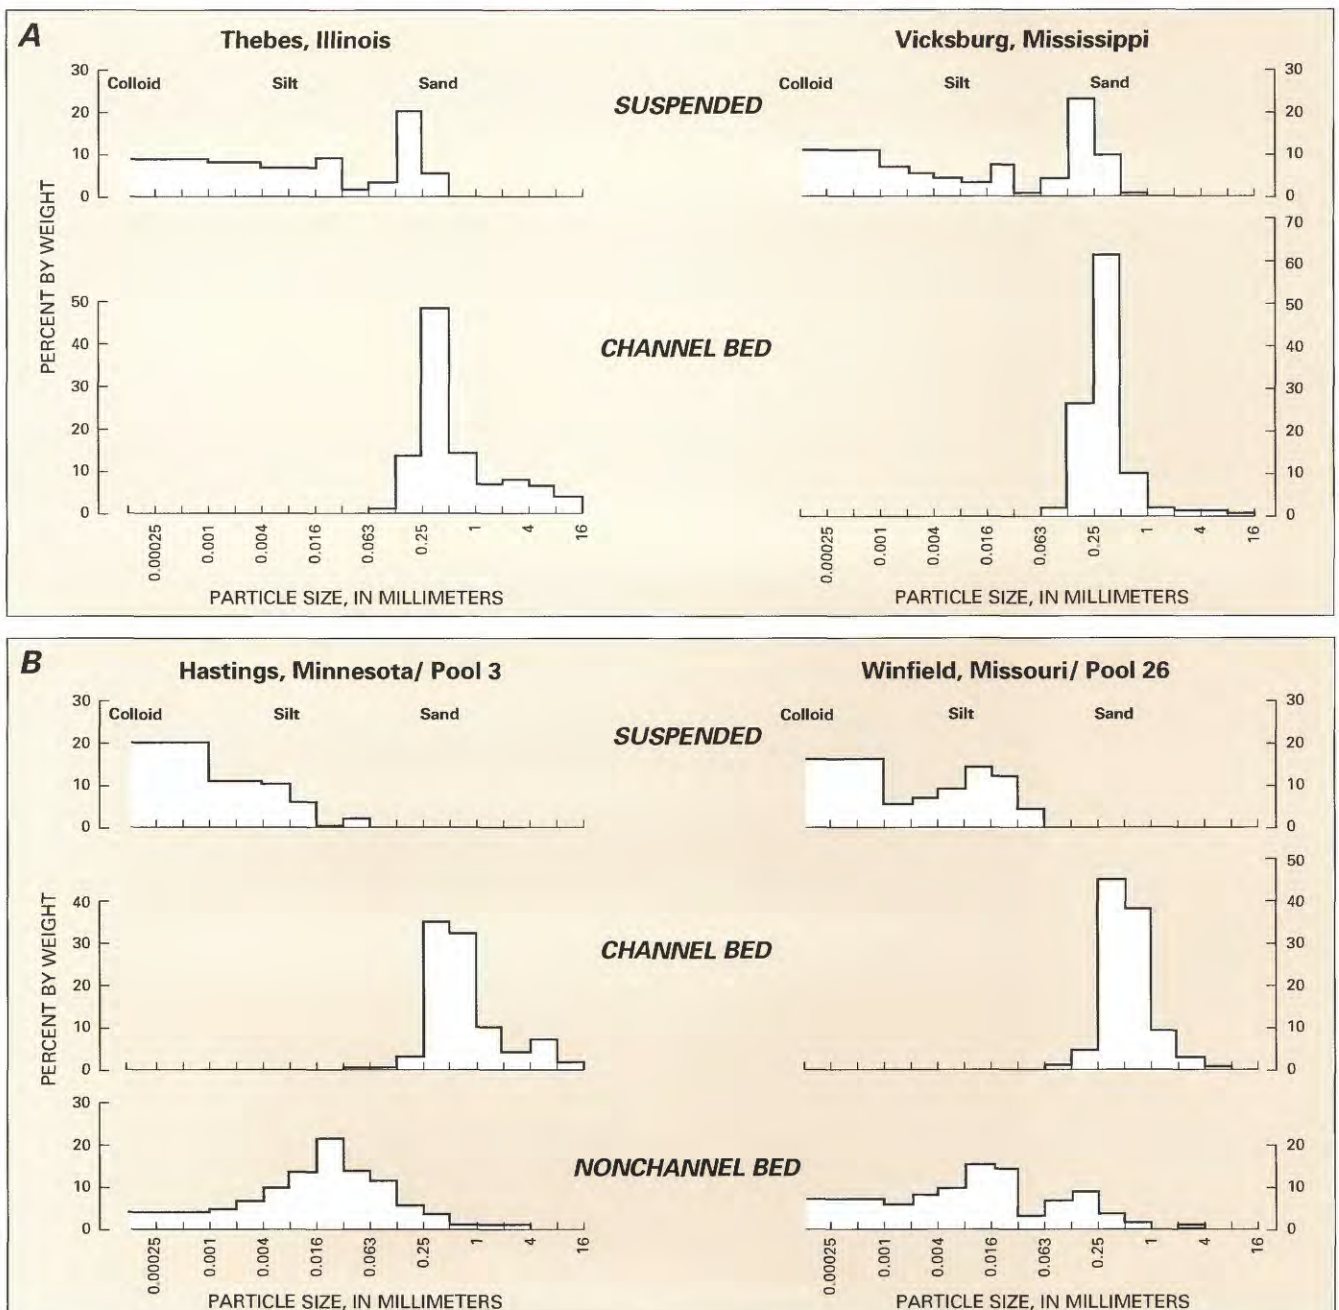 A
Thebes, Illinois
Vicksburg, Mississippi
30
20
10
0
Colloid Silt Sand
SUSPENDED
Colloid Silt Sand
30
20
10
0
PERCENT BY WEIGHT
50
40
30
20
10
0
CHANNEL BED
70
60
50
40
30
20
10
0
0.00025 0.001 0.004 0.016 0.063 0.25 1 4 16
0.00025 0.001 0.004 0.016 0.063 0.25 1 4 16
PARTICLE SIZE, IN MILLIMETERS
PARTICLE SIZE, IN MILLIMETERS
B
Hastings, Minnesota/ Pool 3
Winfield, Missouri/ Pool 26
30
20
10
0
Colloid Silt Sand
SUSPENDED
Colloid Silt Sand
30
20
10
0
PERCENT BY WEIGHT
40
30
20
10
0
CHANNEL BED
50
40
30
20
10
0
30
20
10
0
NONCHANNEL BED
20
10
0
0.00025 0.001 0.004 0.016 0.063 0.25 1 4 16
0.00025 0.001 0.004 0.016 0.063 0.25 1 4 16
PARTICLE SIZE, IN MILLIMETERS
PARTICLE SIZE, IN MILLIMETERS